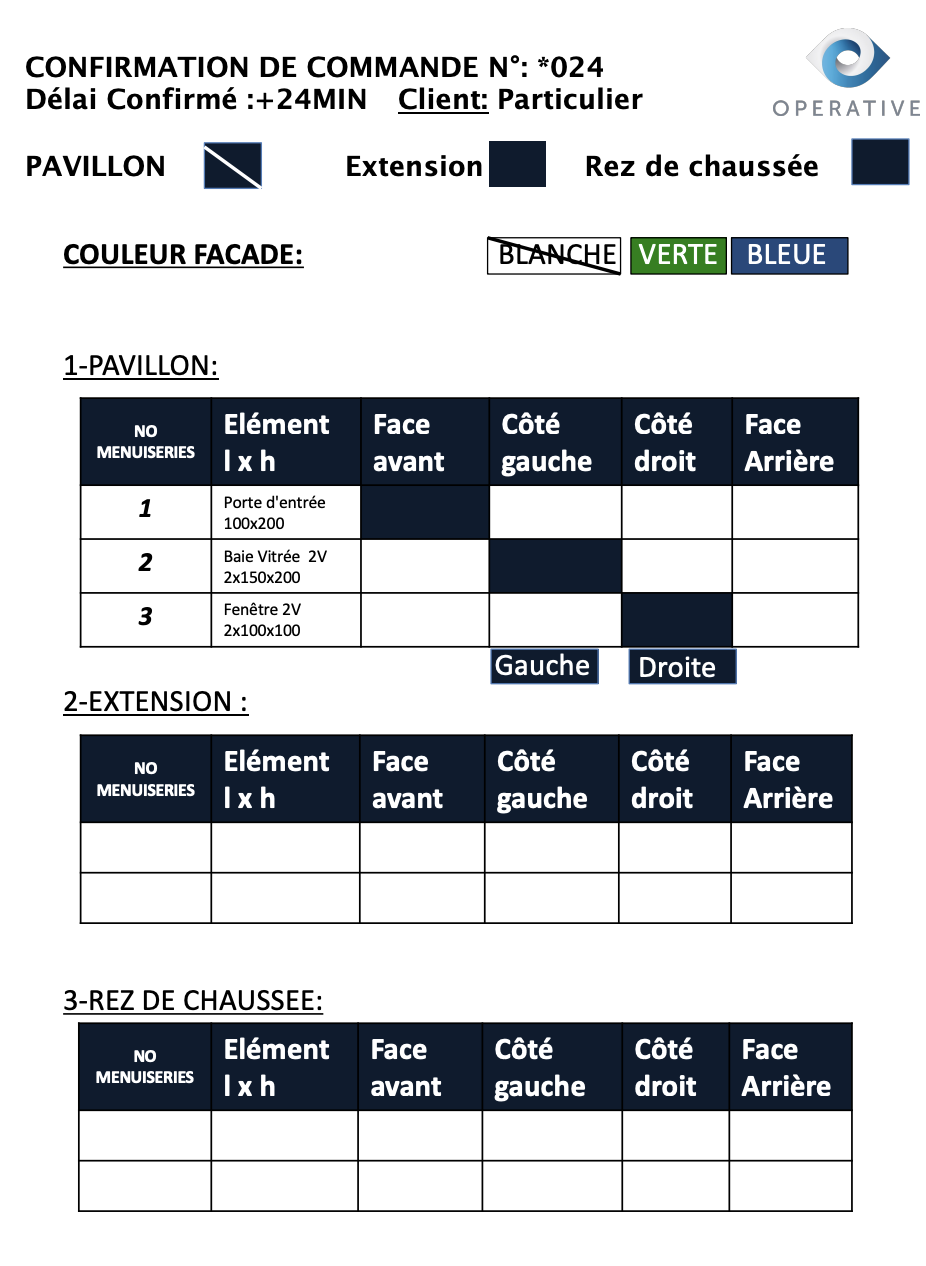 CONFIRMATION DE COMMANDE N°: *024
Délai Confirmé :+24MIN Client: Particulier
OPERATIVE
PAVILLON Extension Rez de chaussée
COULEUR FACADE: BLANCHE VERTE BLEUE
1-PAVILLON:
NO MENUISERIES Elément l x h Face avant Côté gauche Côté droit Face Arrière
1 Porte d'entrée 100x200
2 Baie Vitrée 2V 2x150x200
3 Fenêtre 2V 2x100x100
Gauche Droite
2-EXTENSION :
NO MENUISERIES Elément l x h Face avant Côté gauche Côté droit Face Arrière
3-REZ DE CHAUSSEE:
NO MENUISERIES Elément l x h Face avant Côté gauche Côté droit Face Arrière